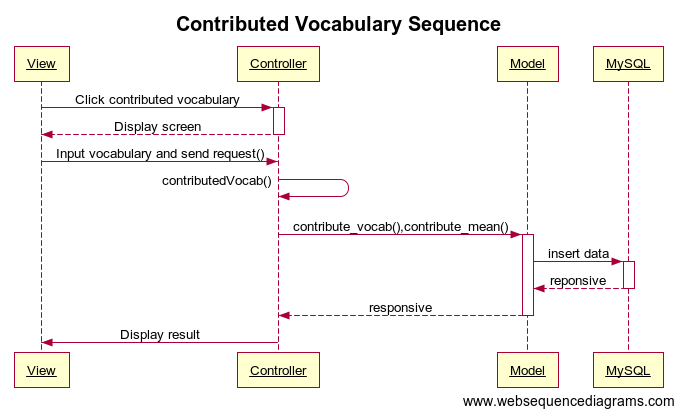 Contributed Vocabulary Sequence
View Controller Model MySQL
Click contributed vocabulary
Display screen
Input vocabulary and send request()
contributedVocab()
contribute_vocab(),contribute_mean()
insert data
reponsive
responsive
Display result
View Controller Model MySQL
www.websequencediagrams.com